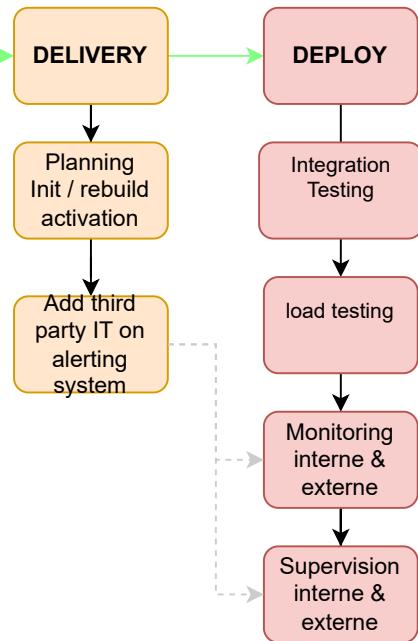 DELIVERY
DEPLOY
Planning
Init / rebuild
activation
Integration
Testing
Add third
party IT on
alerting
system
load testing
Monitoring
interne &
externe
Supervision
interne &
externe